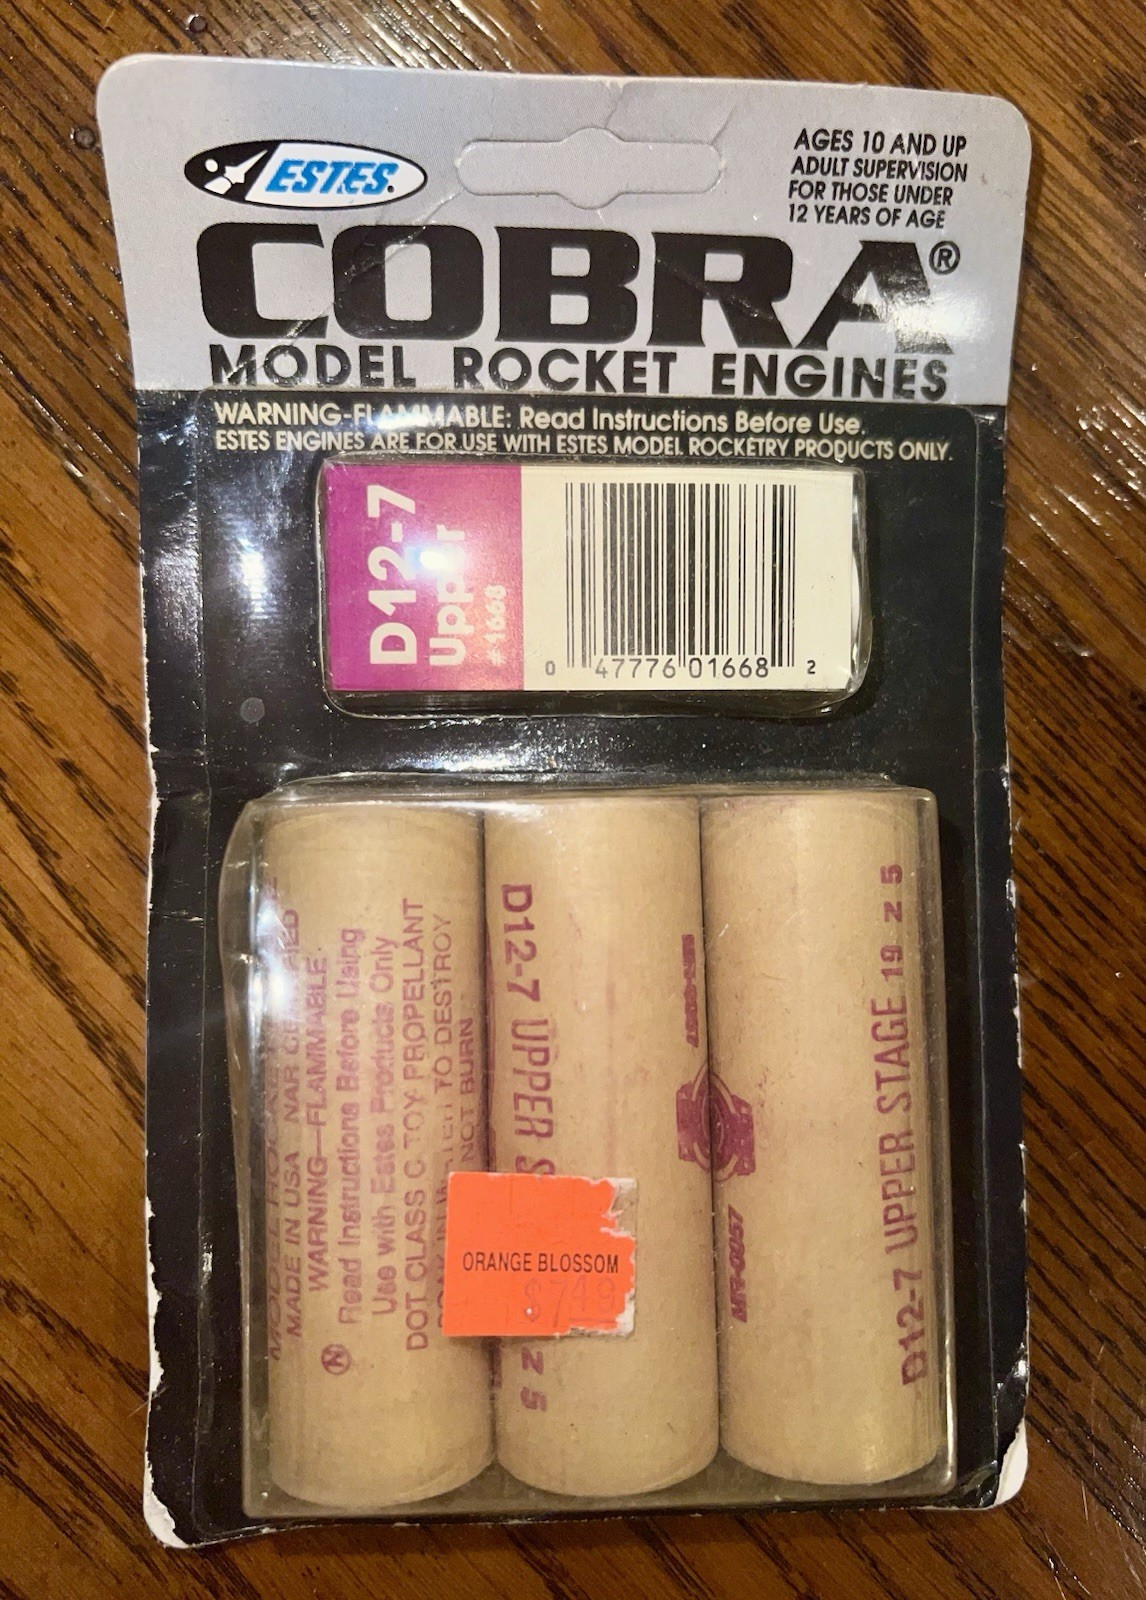 ESTES®
AGES 10 AND UP
ADULT SUPERVISION
FOR THOSE UNDER
12 YEARS OF AGE
COBRA®
MODEL ROCKET ENGINES
WARNING-FLAMMABLE: Read Instructions Before Use.
ESTES ENGINES ARE FOR USE WITH ESTES MODEL ROCKETRY PRODUCTS ONLY.
D12-7
Upper
#1668
0 47776 01668 2
MADE IN USA NAR
WARNING—FLAMMABLE
Read Instructions Before Using
Use with Estes Products Only
DOT CLASS C TOY PROPELLANT
TO DESTROY
NOT BURN
N
D12-7 UPPER S
Z 5
ORANGE BLOSSOM
$7.49
D12-7 UPPER STAGE 19 Z 5